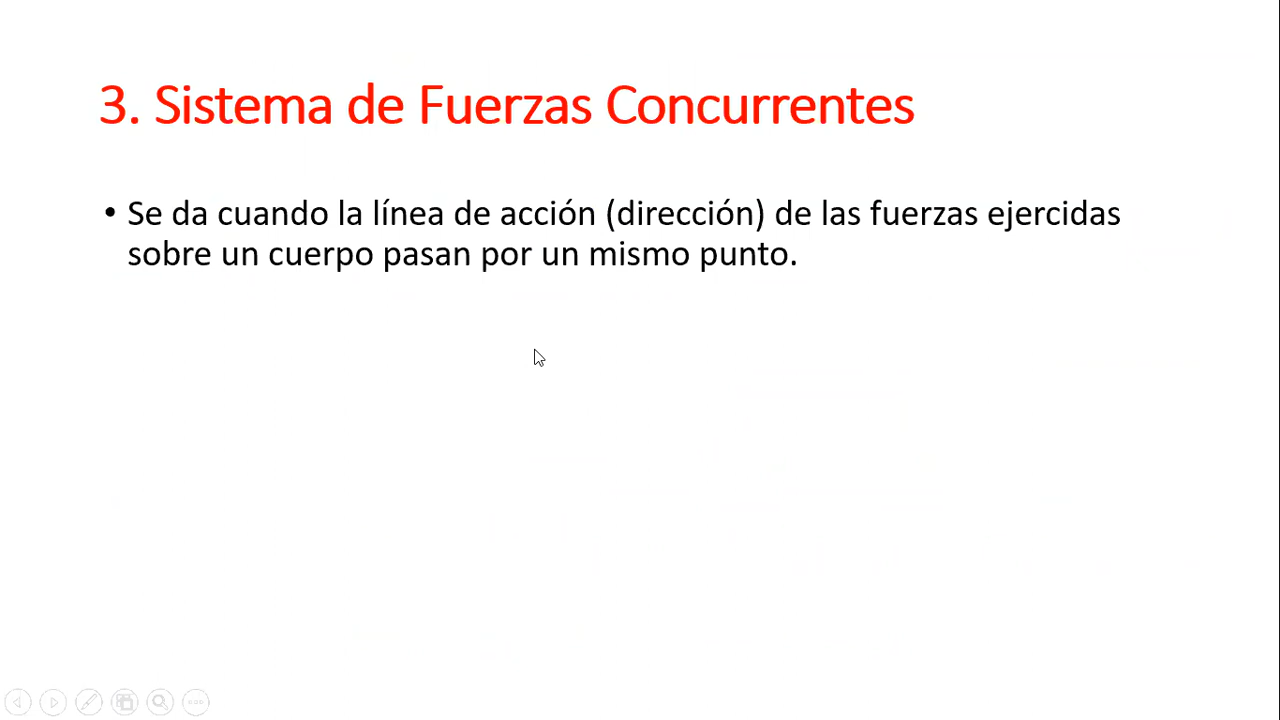 3. Sistema de Fuerzas Concurrentes
• Se da cuando la línea de acción (dirección) de las fuerzas ejercidas
sobre un cuerpo pasan por un mismo punto.